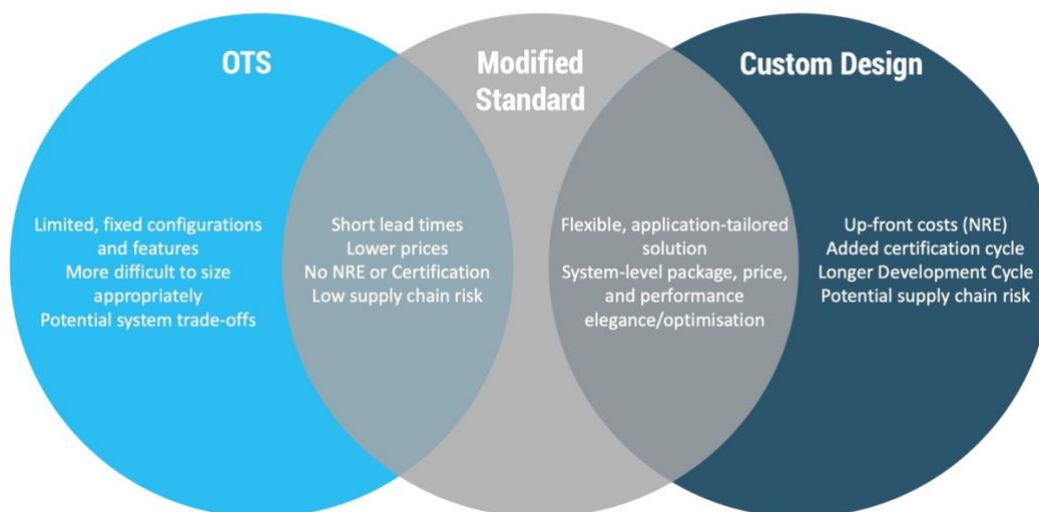 OTS
Modified
Standard
Custom Design
Limited, fixed configurations
and features
More difficult to size
appropriately
Potential system trade-offs
Short lead times
Lower prices
No NRE or Certification
Low supply chain risk
Flexible, application-tailored
solution
System-level package, price,
and performance
elegance/optimisation
Up-front costs (NRE)
Added certification cycle
Longer Development Cycle
Potential supply chain risk